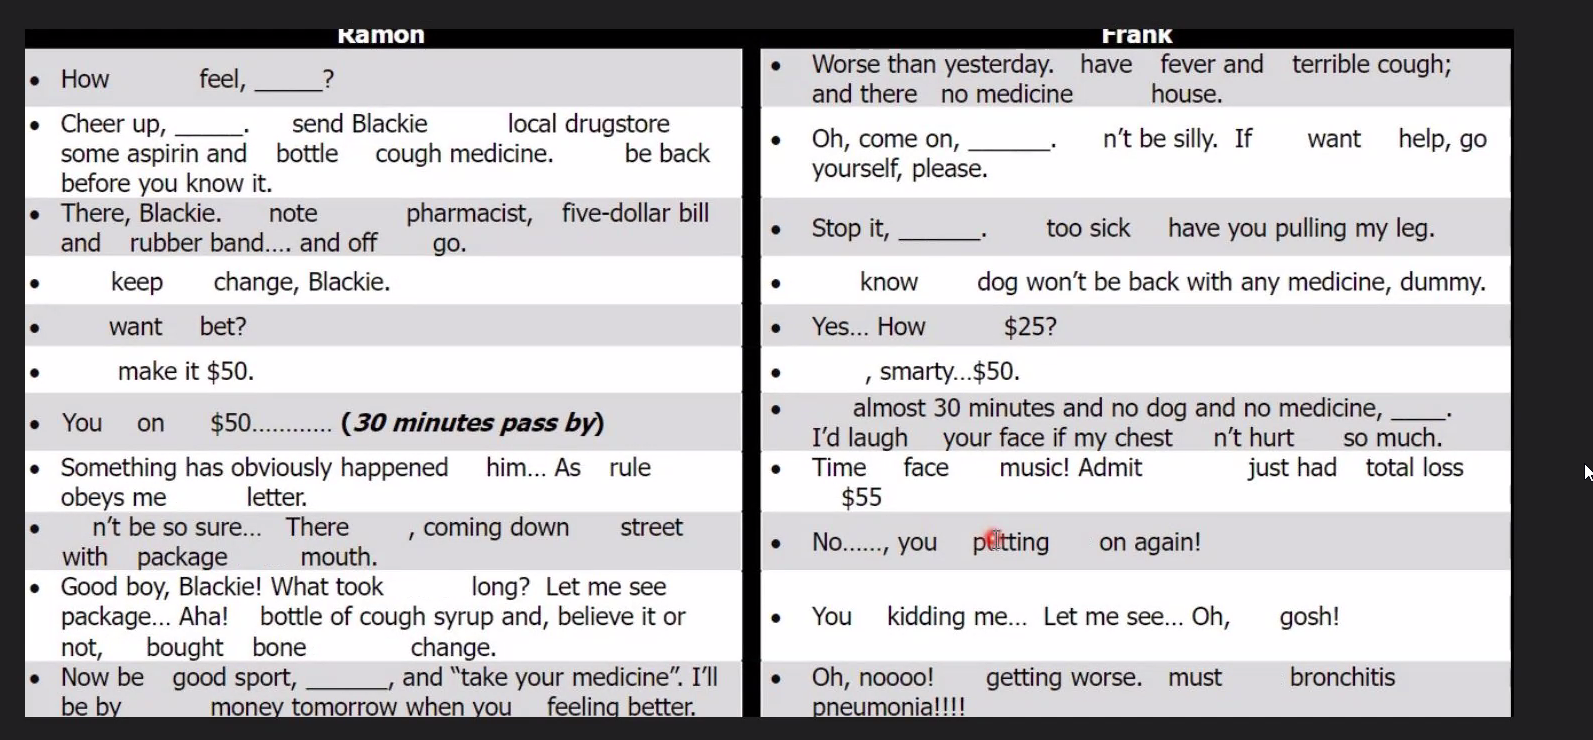 Ramon
How feel, _____?
Cheer up, _____. send Blackie local drugstore
some aspirin and bottle cough medicine. be back
before you know it.
There, Blackie. note pharmacist, five-dollar bill
and rubber band…. and off go.
keep change, Blackie.
want bet?
make it $50.
You on $50………… (30 minutes pass by)
Something has obviously happened him… As rule
obeys me letter.
n’t be so sure… There , coming down street
with package mouth.
Good boy, Blackie! What took long? Let me see
package… Aha! bottle of cough syrup and, believe it or
not, bought bone change.
Now be good sport, ______, and “take your medicine”. I’ll
be by money tomorrow when you feeling better.
Frank
Worse than yesterday. have fever and terrible cough;
and there no medicine house.
Oh, come on, ______. n’t be silly. If want help, go
yourself, please.
Stop it, ______. too sick have you pulling my leg.
know dog won’t be back with any medicine, dummy.
Yes… How $25?
, smarty…$50.
almost 30 minutes and no dog and no medicine, ____.
I’d laugh your face if my chest n’t hurt so much.
Time face music! Admit just had total loss
$55
No……, you putting on again!
You kidding me… Let me see… Oh, gosh!
Oh, noooo! getting worse. must bronchitis
pneumonia!!!!